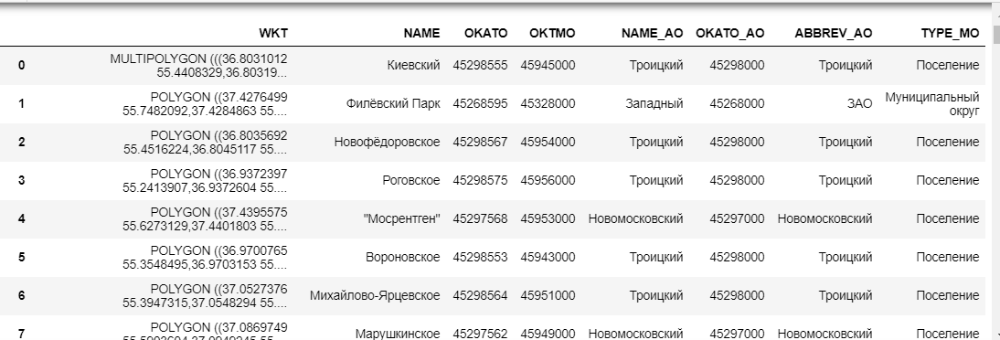 WKT NAME OKATO OKTMO NAME_AO OKATO_AO ABBREV_AO TYPE_MO
0 MULTIPOLYGON (((36.8031012 55.4408329,36.80319... Киевский 45298555 45945000 Троицкий 45298000 Троицкий Поселение
1 POLYGON ((37.4276499 55.7482092,37.4284863 55.... Филёвский Парк 45268595 45328000 Западный 45268000 ЗАО Муниципальный округ
2 POLYGON ((36.8035692 55.4516224,36.8045117 55.... Новофёдоровское 45298567 45954000 Троицкий 45298000 Троицкий Поселение
3 POLYGON ((36.9372397 55.2413907,36.9372604 55.... Роговское 45298575 45956000 Троицкий 45298000 Троицкий Поселение
4 POLYGON ((37.4395575 55.6273129,37.4401803 55.... "Мосрентген" 45297568 45953000 Новомосковский 45297000 Новомосковский Поселение
5 POLYGON ((36.9700765 55.3548495,36.9703153 55.... Вороновское 45298553 45943000 Троицкий 45298000 Троицкий Поселение
6 POLYGON ((37.0527376 55.3947315,37.0548294 55.... Михайлово-Ярцевское 45298564 45951000 Троицкий 45298000 Троицкий Поселение
7 POLYGON ((37.0869749 Марушкинское 45297562 45949000 Новомосковский 45297000 Новомосковский Поселение